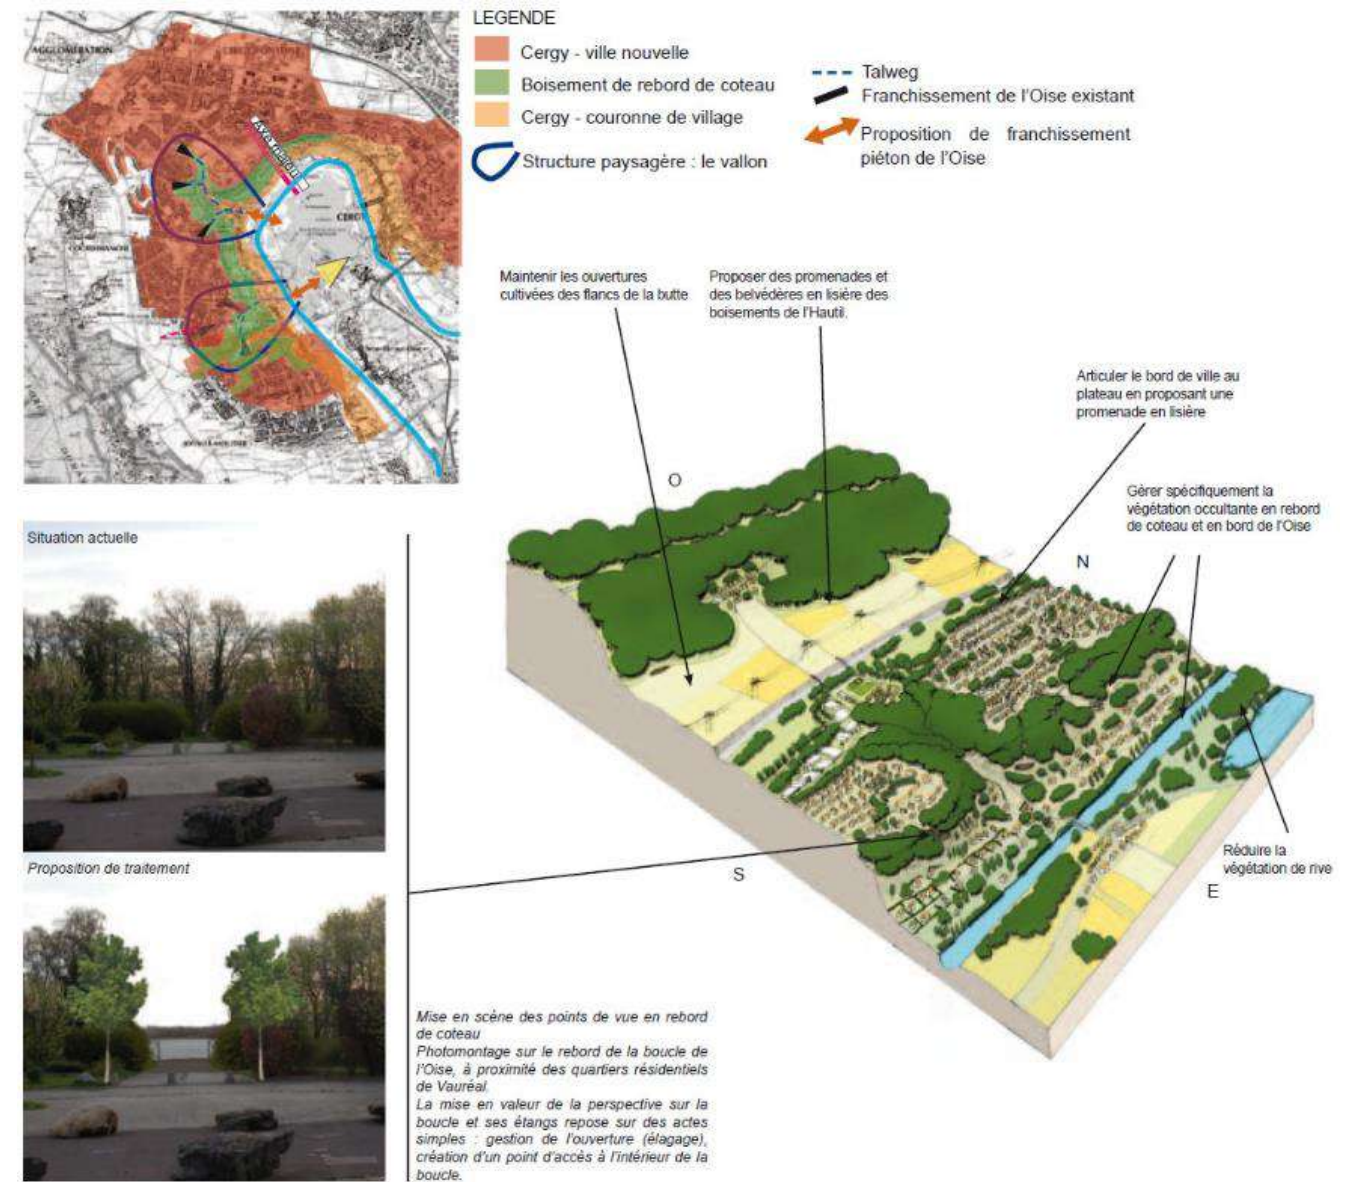 LEGENDE
Cergy - ville nouvelle
Boisement de rebord de coteau
Cergy - couronne de village
Structure paysagère : le vallon
Talweg
Franchissement de l'Oise existant
Proposition de franchissement
piéton de l'Oise
AGGLOMERATION
Axe majeur
COURDIMANCHE
Maintenir les ouvertures
cultivées des flancs de la butte
Proposer des promenades et
des belvédères en lisière des
boisements de l'Hautil.
Articuler le bord de ville au
plateau en proposant une
promenade en lisière
Gérer spécifiquement la
végétation occultante en rebord
de coteau et en bord de l'Oise
O
N
S
E
Réduire la
végétation de rive
Situation actuelle
Proposition de traitement
Mise en scène des points de vue en rebord
de coteau
Photomontage sur le rebord de la boucle de
l'Oise, à proximité des quartiers résidentiels
de Vauréal.
La mise en valeur de la perspective sur la
boucle et ses étangs repose sur des actes
simples : gestion de l'ouverture (élagage),
création d'un point d'accès à l'intérieur de la
boucle.